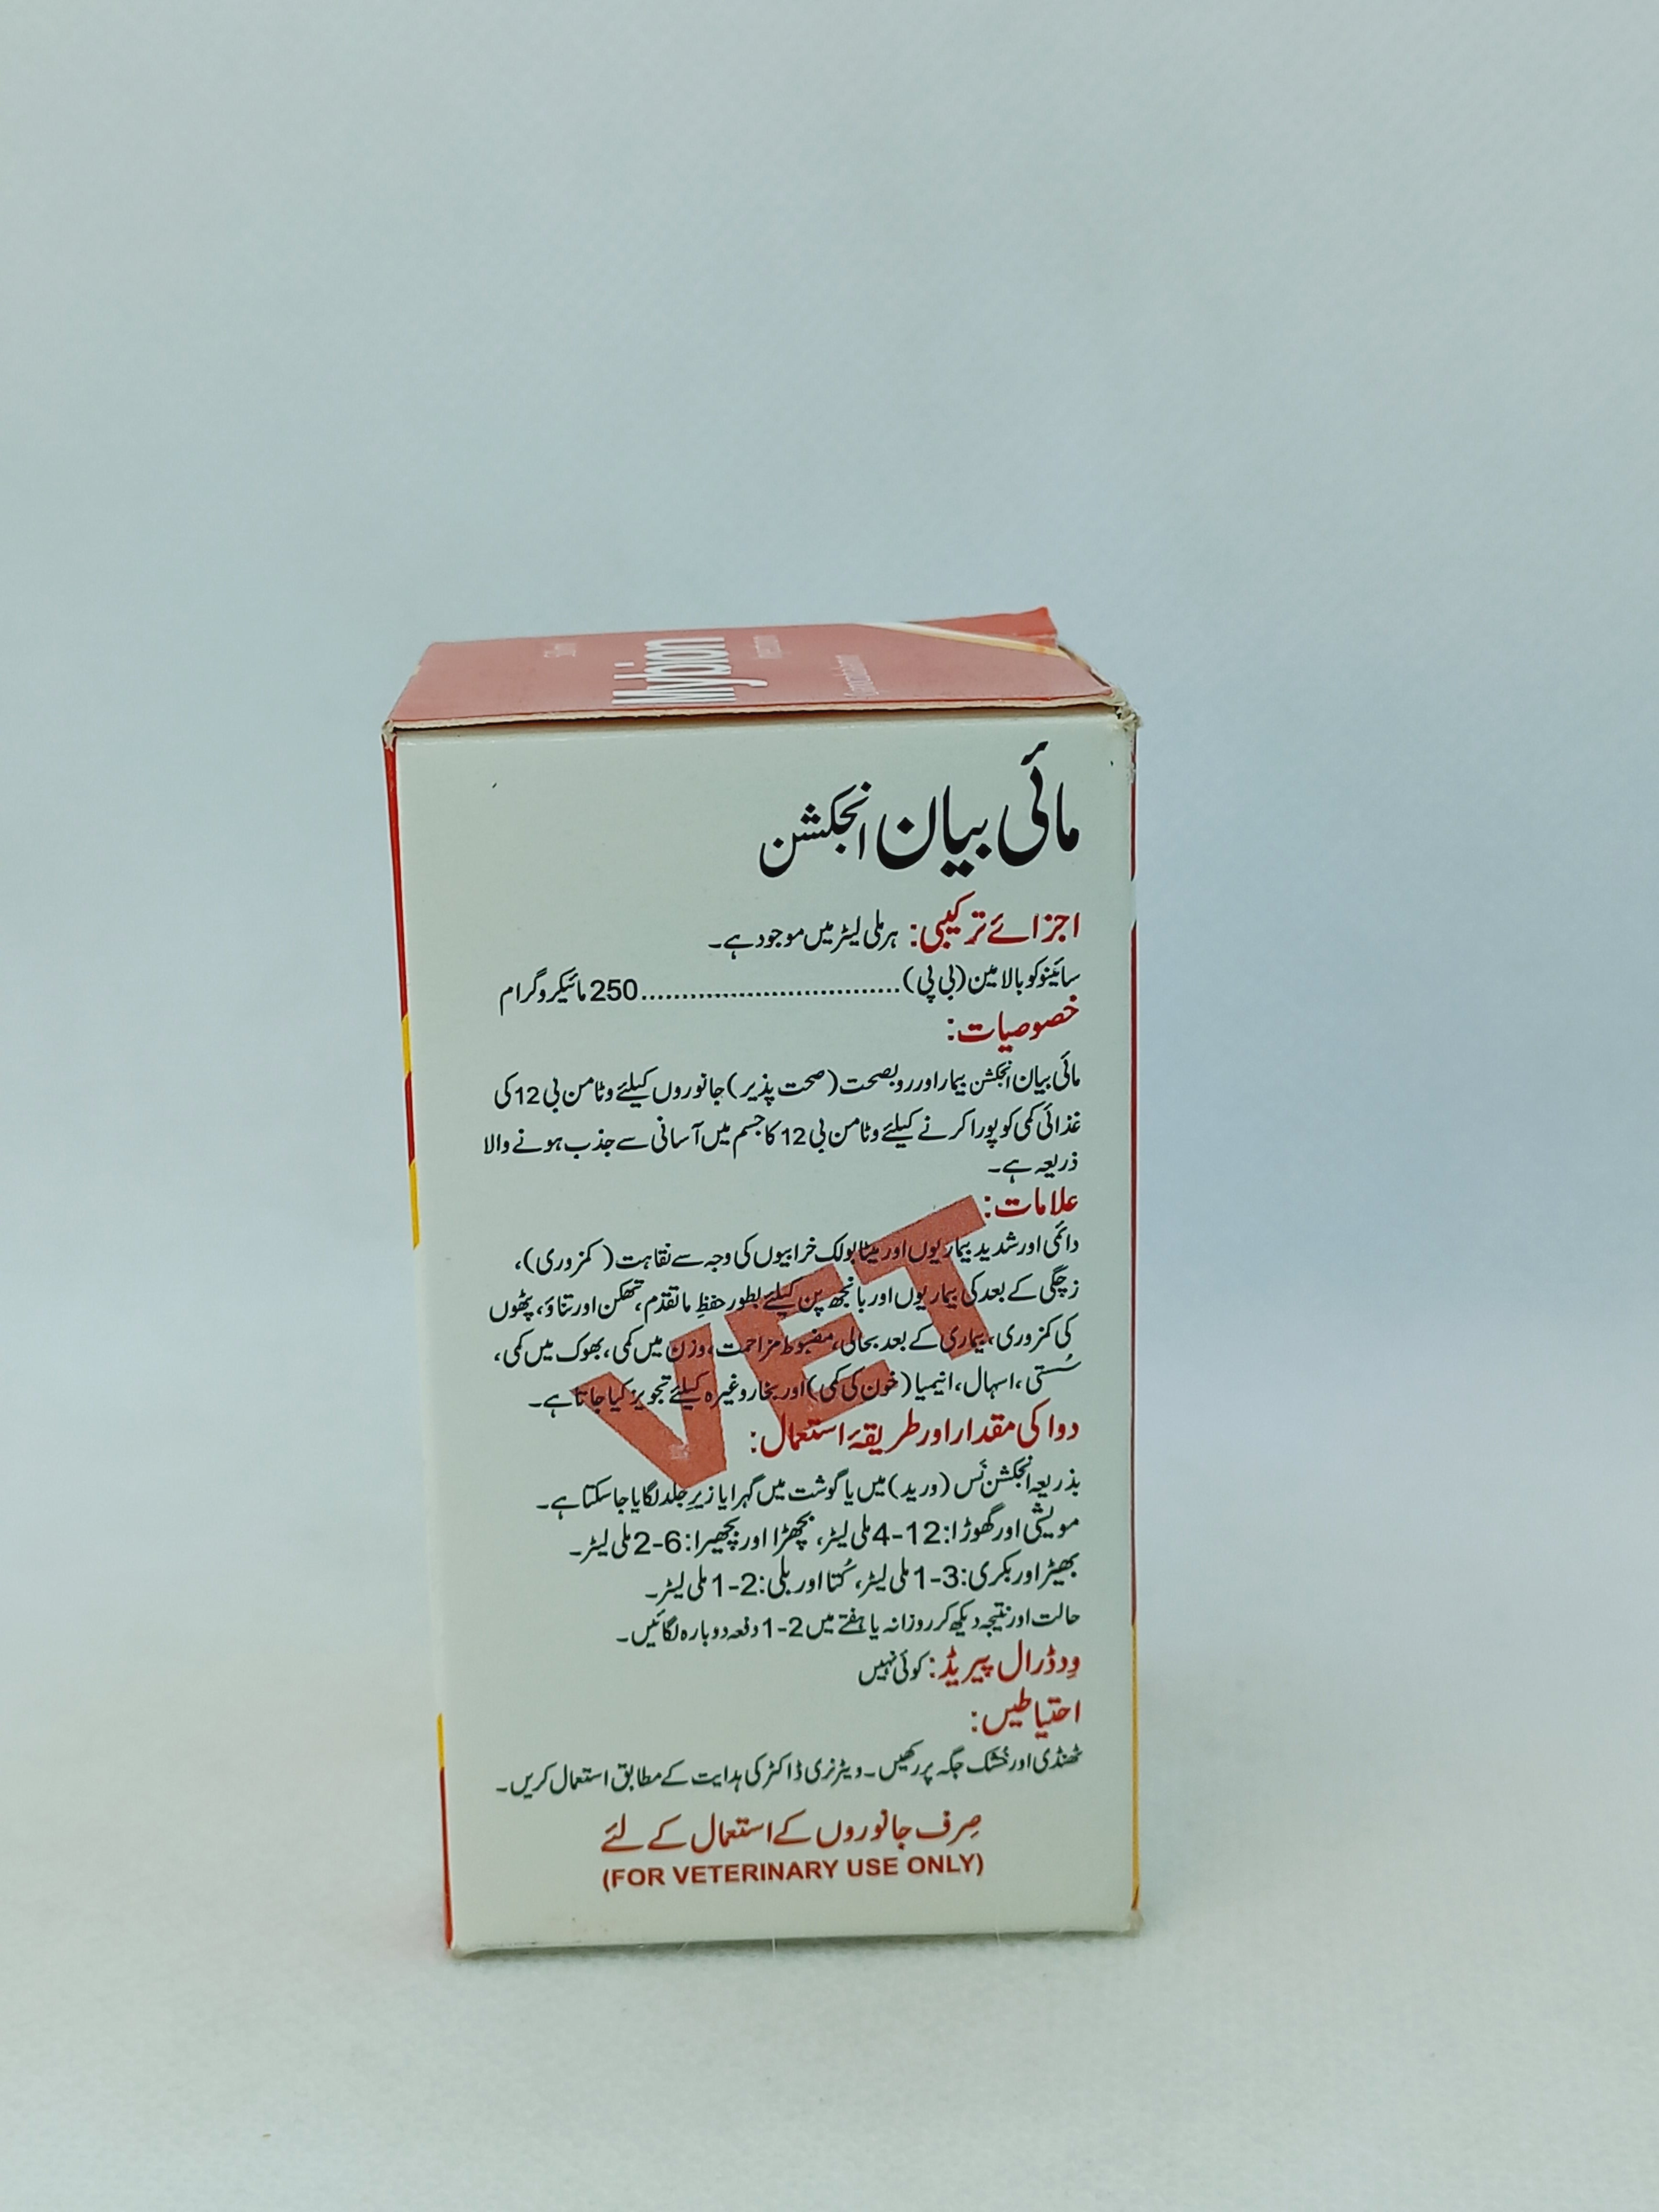 50ml
Mybion
Injection
Cyanocobalamin
مائی بیان انجکشن
اجزائے ترکیبی: ہر ملی لیٹر میں موجود ہے۔
سائینوکوبالامین (بی پی)................................250 مائیکروگرام
خصوصیات:
مائی بیان انجکشن بیمار اور روبصحت (صحت پذیر) جانوروں کیلئے وٹامن بی 12 کی
غذائی کمی کو پورا کرنے کیلئے وٹامن بی 12 کا جسم میں آسانی سے جذب ہونے والا
ذریعہ ہے۔
علامات:
دائمی اور شدید بیماریوں اور میٹابولک خرابیوں کی وجہ سے نقاہت (کمزوری)،
زچگی کے بعد کی بیماریوں اور بانجھ پن کیلئے بطور حفظِ ماتقدم، تھکن اور تناؤ، پٹھوں
کی کمزوری، بیماری کے بعد بحالی، مضبوط مزاحمت، وزن میں کمی، بھوک میں کمی،
سُستی، اسہال، انیمیا (خون کی کمی) اور بخار وغیرہ کیلئے تجویز کیا جاتا ہے۔
VET
دوا کی مقدار اور طریقۂ استعمال:
بذریعہ انجکشن نَس (ورید) میں یا گوشت میں گہرا یا زیرِ جلد لگایا جا سکتا ہے۔
مویشی اور گھوڑا: 4-12 ملی لیٹر، بچھڑا اور بچھیرا: 2-6 ملی لیٹر۔
بھیڑ اور بکری: 1-3 ملی لیٹر، کُتا اور بلی: 1-2 ملی لیٹر۔
حالت اور نتیجہ دیکھ کر روزانہ یا ہفتے میں 1-2 دفعہ دوبارہ لگائیں۔
وِدڈرال پیریڈ: کوئی نہیں
احتیاطیں:
ٹھنڈی اور خُشک جگہ پر رکھیں۔ ویٹرنری ڈاکٹر کی ہدایت کے مطابق استعمال کریں۔
صِرف جانوروں کے استعمال کے لئے
(FOR VETERINARY USE ONLY)